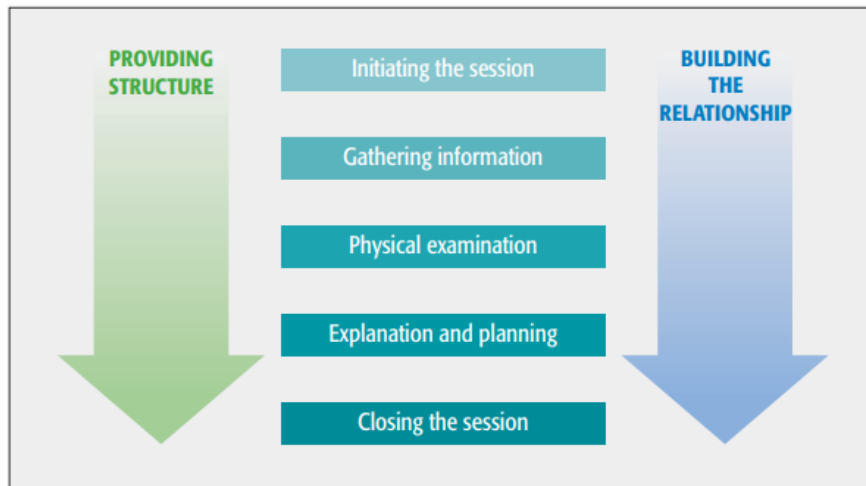 PROVIDING
STRUCTURE
Initiating the session
Gathering information
Physical examination
Explanation and planning
Closing the session
BUILDING
THE
RELATIONSHIP